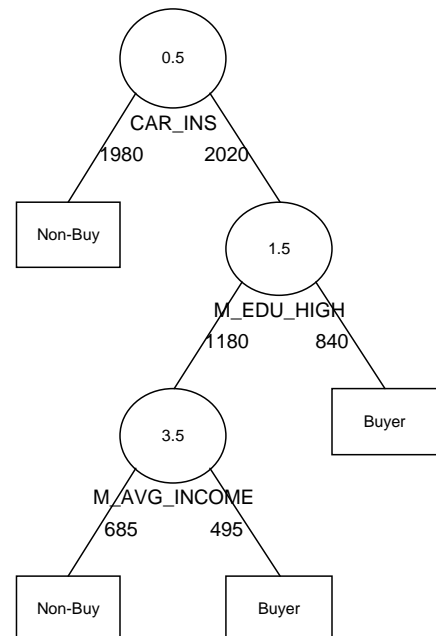 0.5
CAR_INS
1980 2020
Non-Buy
1.5
M_EDU_HIGH
1180 840
Buyer
3.5
M_AVG_INCOME
685 495
Non-Buy Buyer